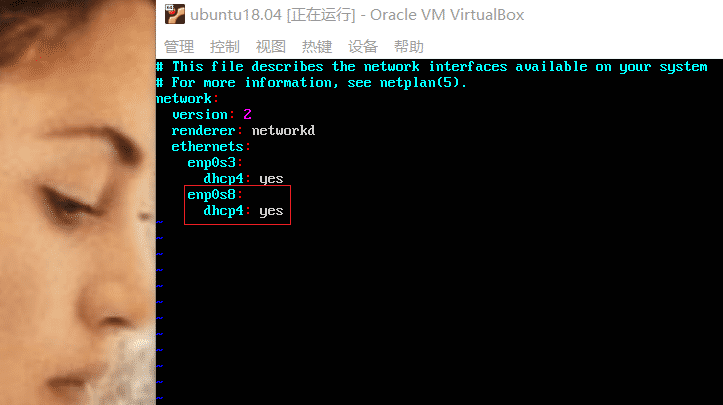 ubuntu18.04 [正在运行] - Oracle VM VirtualBox
管理 控制 视图 热键 设备 帮助
# This file describes the network interfaces available on your system
# For more information, see netplan(5).
network:
  version: 2
  renderer: networkd
  ethernets:
    enp0s3:
      dhcp4: yes
    enp0s8:
      dhcp4: yes
~
~
~
~
~
~
~
~
~
~
~
~